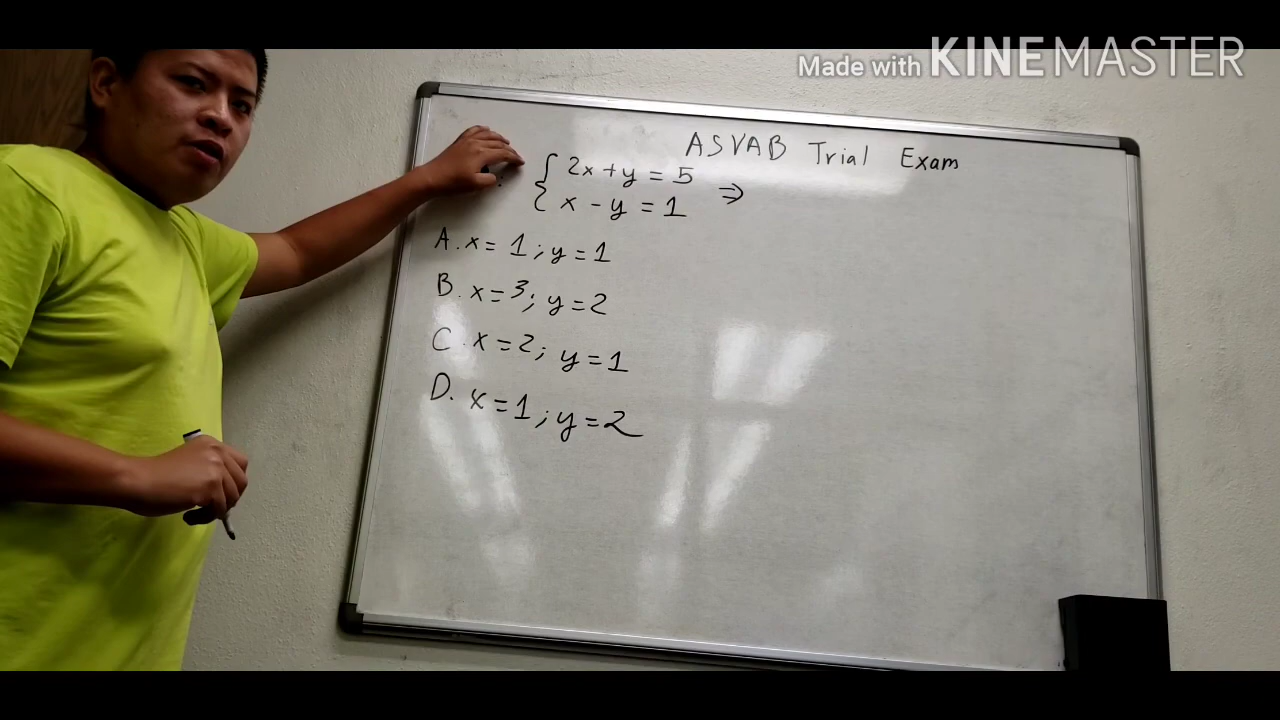 Made with KINEMASTER
ASVAB Trial Exam
{ 2x + y = 5
x - y = 1 ⇒
A. x = 1 ; y = 1
B. x = 3; y = 2
C x = 2; y = 1
D. x = 1 ; y = 2